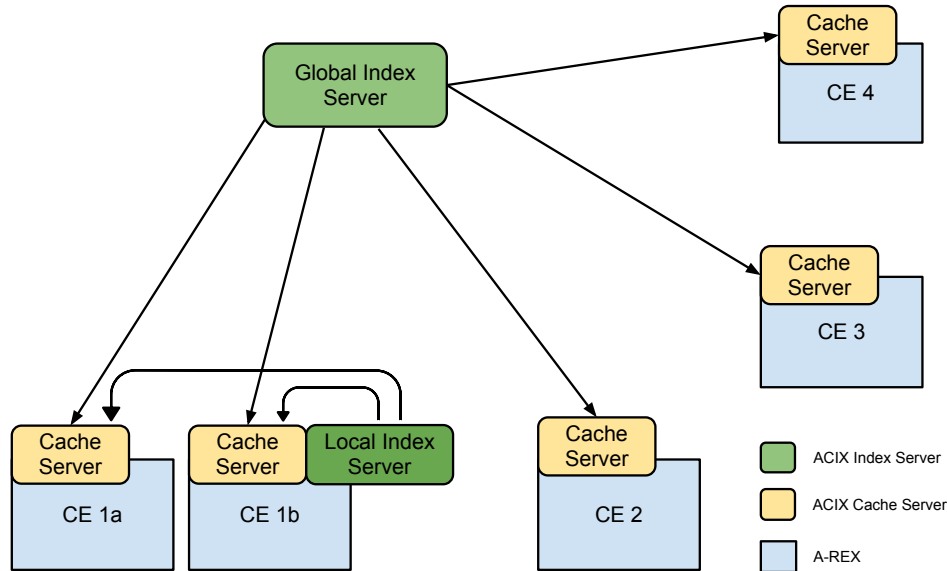 Cache
Server
CE 4
Global Index
Server
Cache
Server
CE 3
Cache
Server
CE 1a
Cache
Server
Local Index
Server
CE 1b
Cache
Server
CE 2
ACIX Index Server
ACIX Cache Server
A-REX